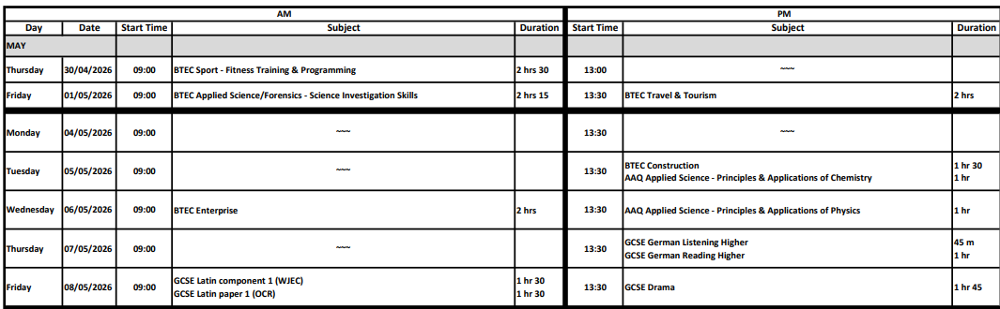 AM PM
Day Date Start Time Subject Duration Start Time Subject Duration
MAY
Thursday 30/04/2026 09:00 BTEC Sport - Fitness Training & Programming 2 hrs 30 13:00 ~~~
Friday 01/05/2026 09:00 BTEC Applied Science/Forensics - Science Investigation Skills 2 hrs 15 13:30 BTEC Travel & Tourism 2 hrs
Monday 04/05/2026 09:00 ~~~ 13:30 ~~~
Tuesday 05/05/2026 09:00 ~~~ 13:30 BTEC Construction 1 hr 30
AAQ Applied Science - Principles & Applications of Chemistry 1 hr
Wednesday 06/05/2026 09:00 BTEC Enterprise 2 hrs 13:30 AAQ Applied Science - Principles & Applications of Physics 1 hr
Thursday 07/05/2026 09:00 ~~~ 13:30 GCSE German Listening Higher 45 m
GCSE German Reading Higher 1 hr
Friday 08/05/2026 09:00 GCSE Latin component 1 (WJEC) 1 hr 30 13:30 GCSE Drama 1 hr 45
GCSE Latin paper 1 (OCR) 1 hr 30